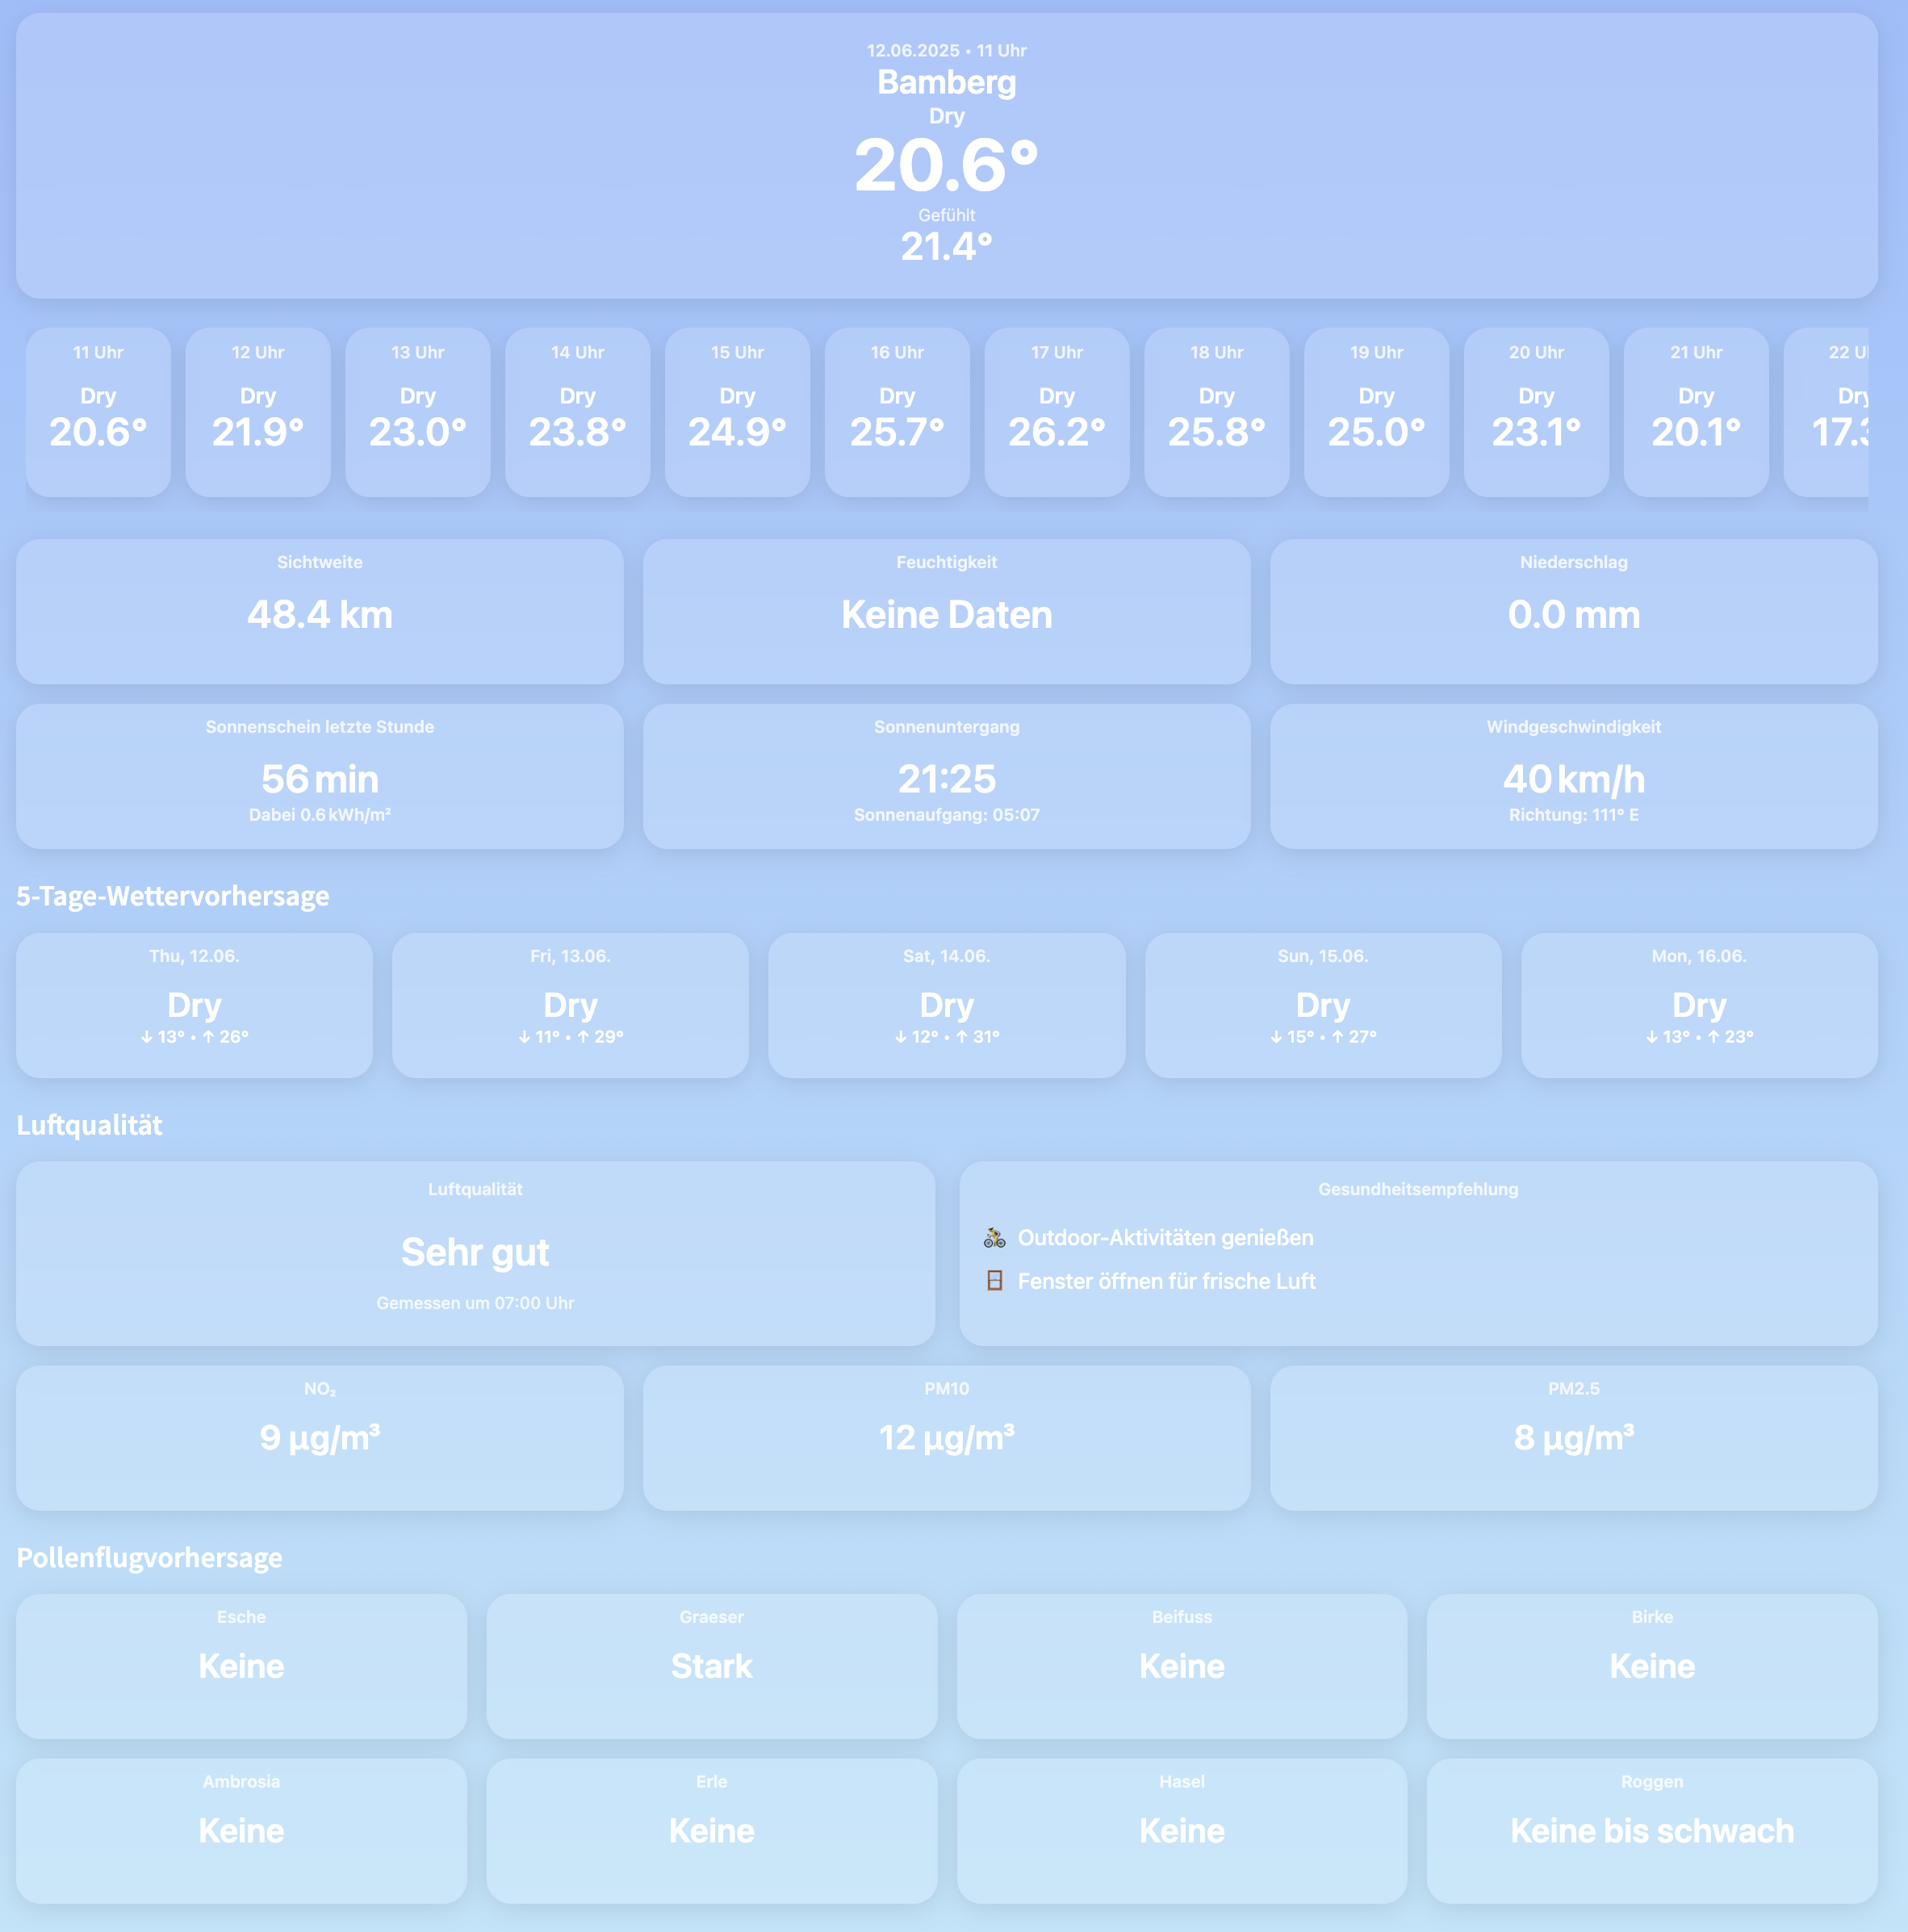 12.06.2025 • 11 Uhr
Bamberg
Dry
20.6°
Gefühlt
21.4°
11 Uhr 12 Uhr 13 Uhr 14 Uhr 15 Uhr 16 Uhr 17 Uhr 18 Uhr 19 Uhr 20 Uhr 21 Uhr 22
Dry Dry Dry Dry Dry Dry Dry Dry Dry Dry Dry Dry
20.6° 21.9° 23.0° 23.8° 24.9° 25.7° 26.2° 25.8° 25.0° 23.1° 20.1°
Sichtweite Feuchtigkeit Niederschlag
48.4 km Keine Daten 0.0 mm
Sonnenschein letzte Stunde Sonnenuntergang Windgeschwindigkeit
56 min 21:25 40 km/h
Dabei 0.6 kWh/m² Sonnenaufgang: 05:07 Richtung: 111° E
5-Tage-Wettervorhersage
Thu, 12.06. Fri, 13.06. Sat, 14.06. Sun, 15.06. Mon, 16.06.
Dry Dry Dry Dry Dry
↓ 13° • ↑ 26° ↓ 11° • ↑ 29° ↓ 12° • ↑ 31° ↓ 15° • ↑ 27° ↓ 13° • ↑ 23°
Luftqualität
Luftqualität
Sehr gut
Gemessen um 07:00 Uhr
Gesundheitsempfehlung
Outdoor-Aktivitäten genießen
Fenster öffnen für frische Luft
NO₂ PM10 PM2.5
9 µg/m³ 12 µg/m³ 8 µg/m³
Pollenflugvorhersage
Esche Graeser Beifuss Birke
Keine Stark Keine Keine
Ambrosia Erle Hasel Roggen
Keine Keine Keine Keine bis schwach